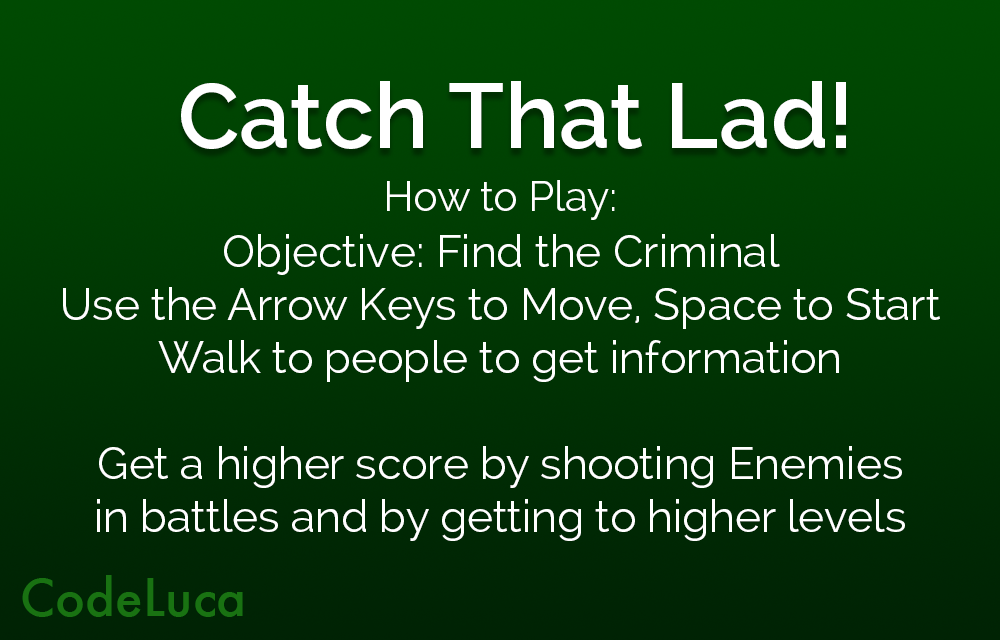 Catch That Lad!
How to Play:
Objective: Find the Criminal
Use the Arrow Keys to Move, Space to Start
Walk to people to get information
Get a higher score by shooting Enemies
in battles and by getting to higher levels
CodeLuca